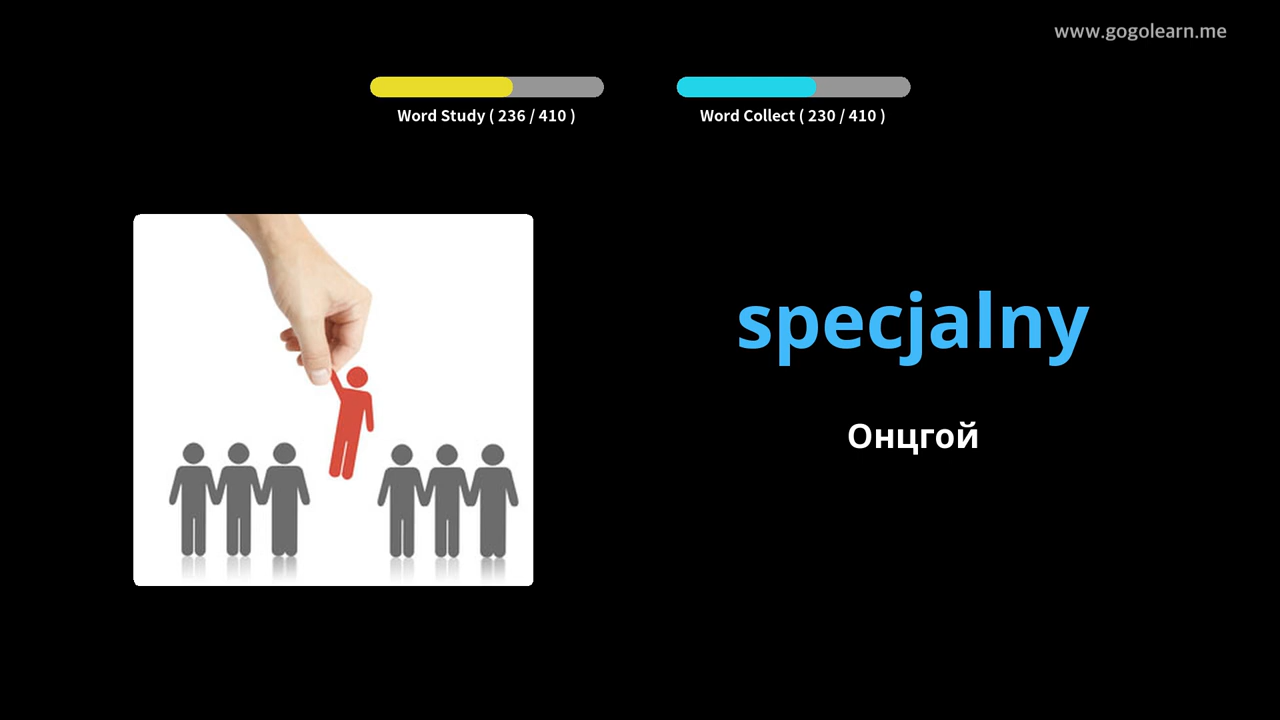 www.gogolearn.me
Word Study ( 236 / 410 )
Word Collect ( 230 / 410 )
specjalny
Онцгой